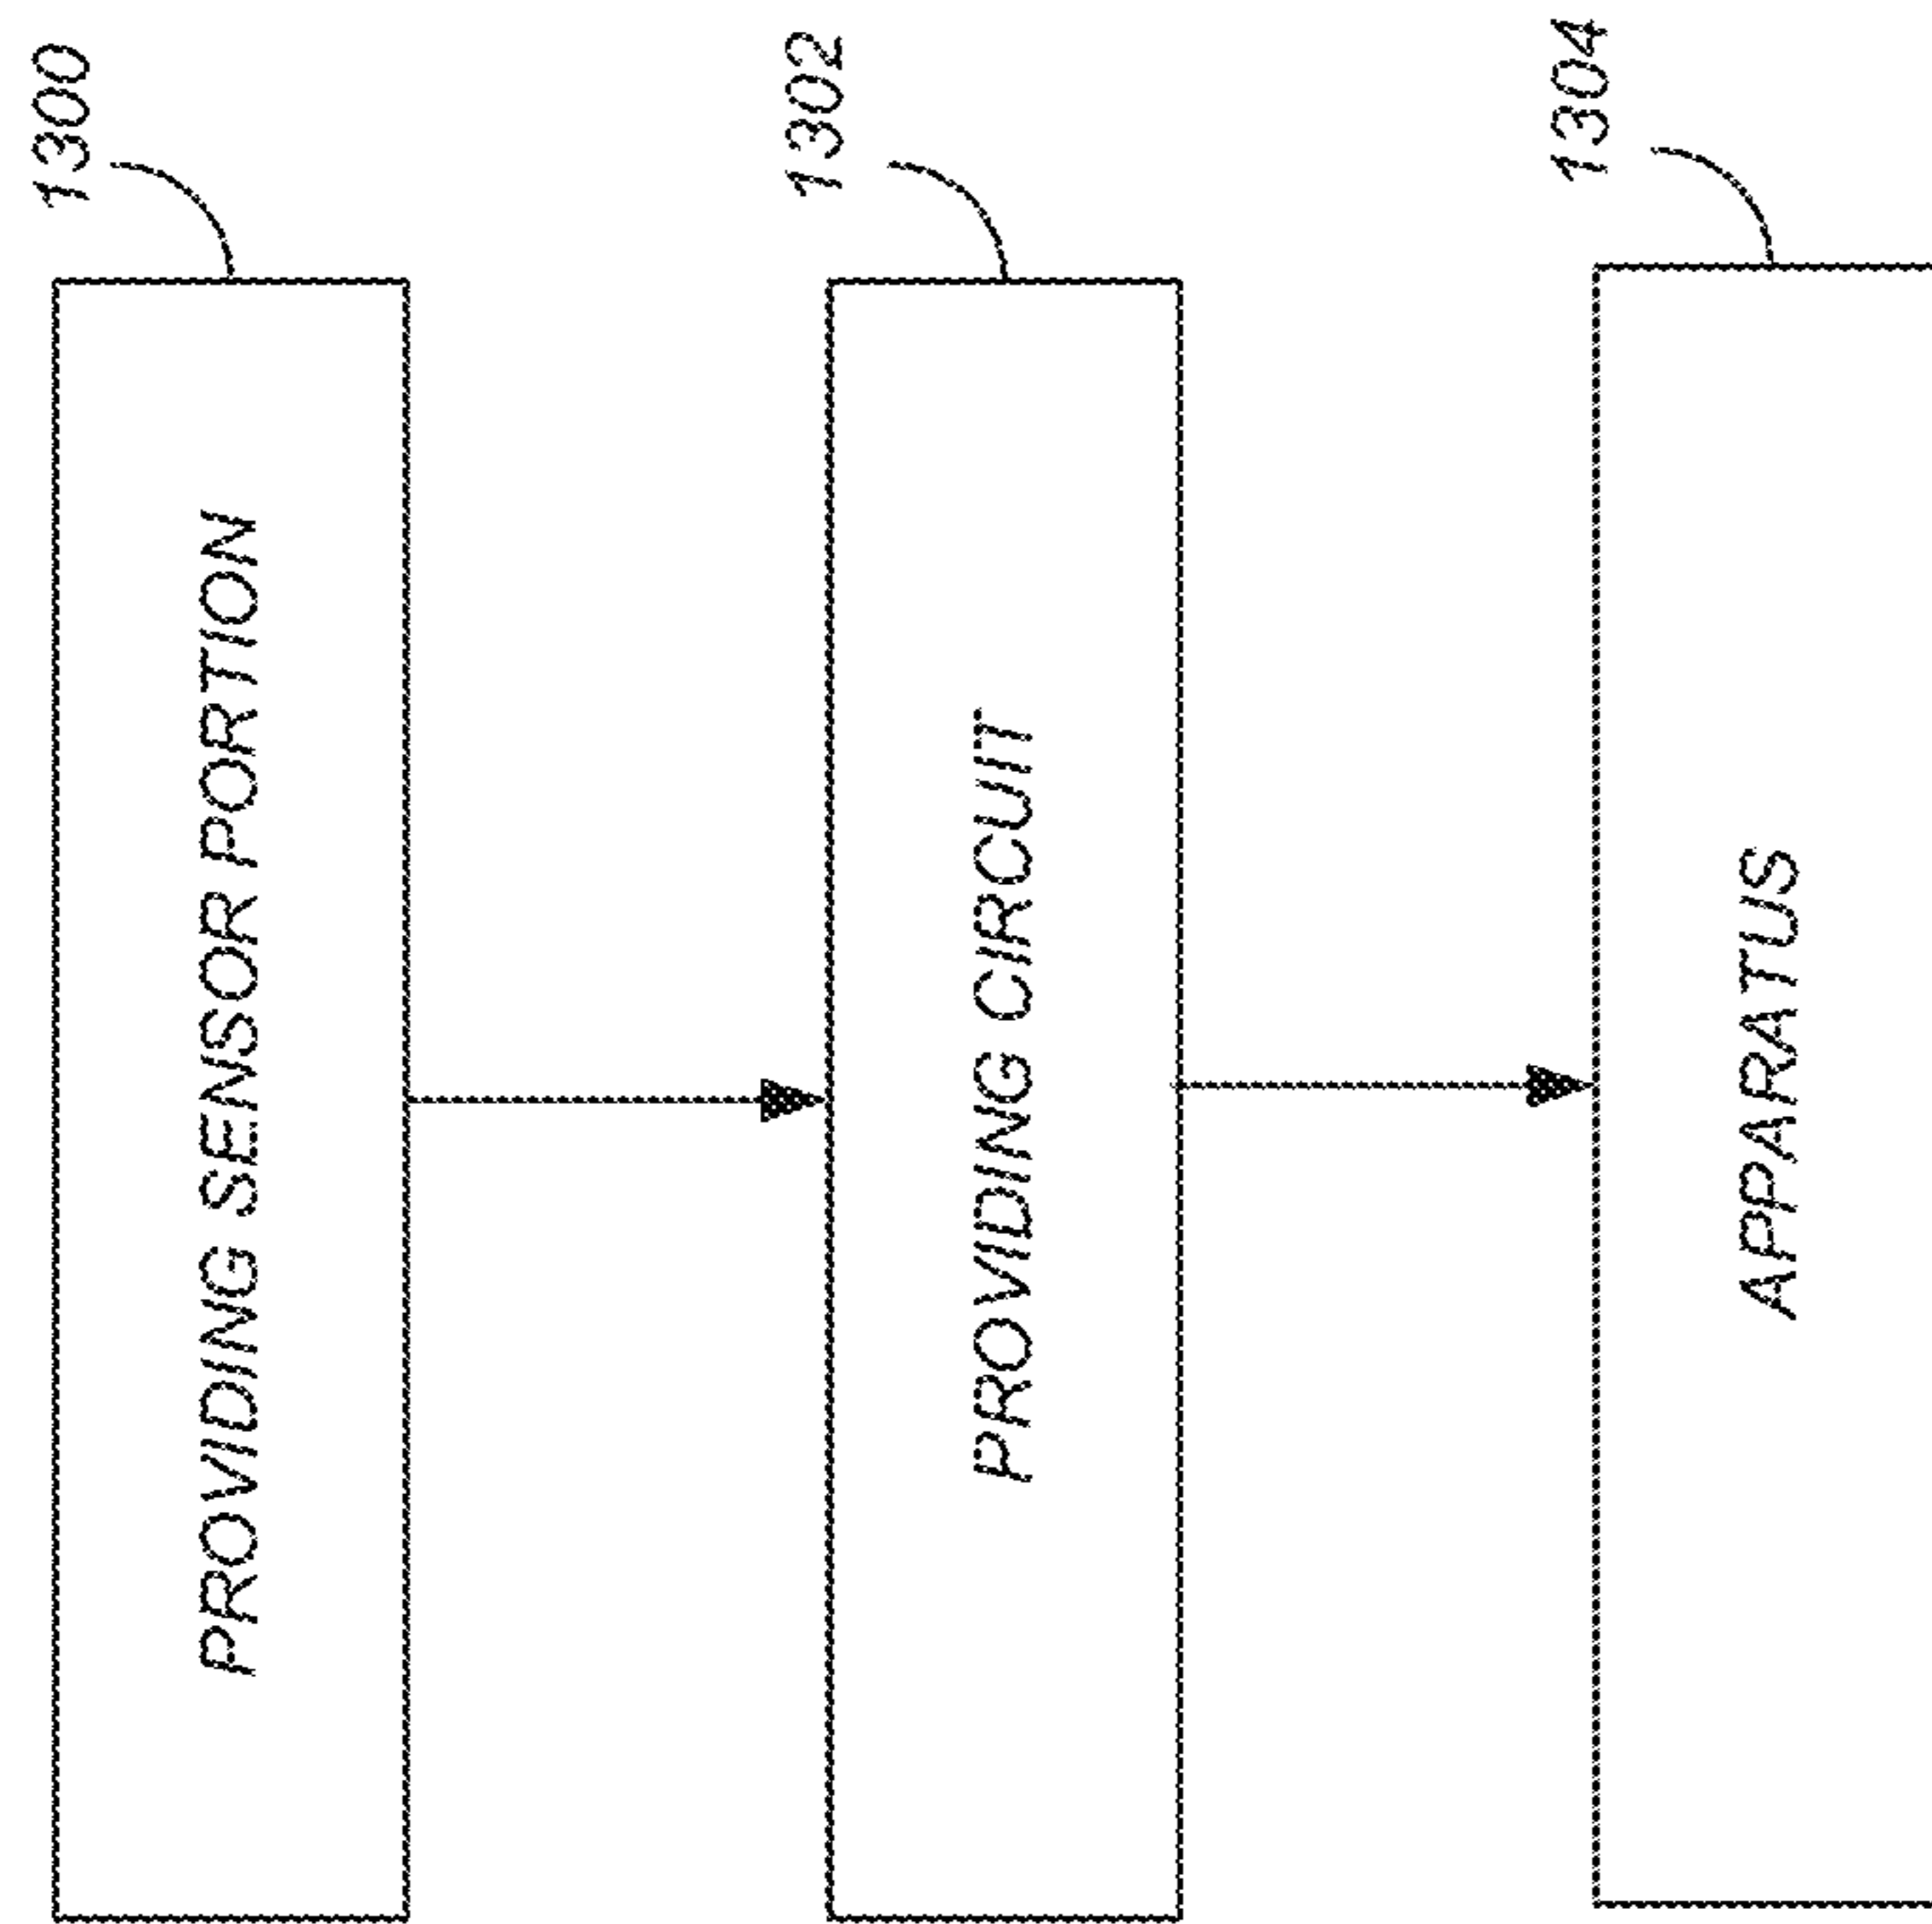 1300
PROVIDING SENSOR PORTION
1302
PROVIDING CIRCUIT
1304
APPARATUS